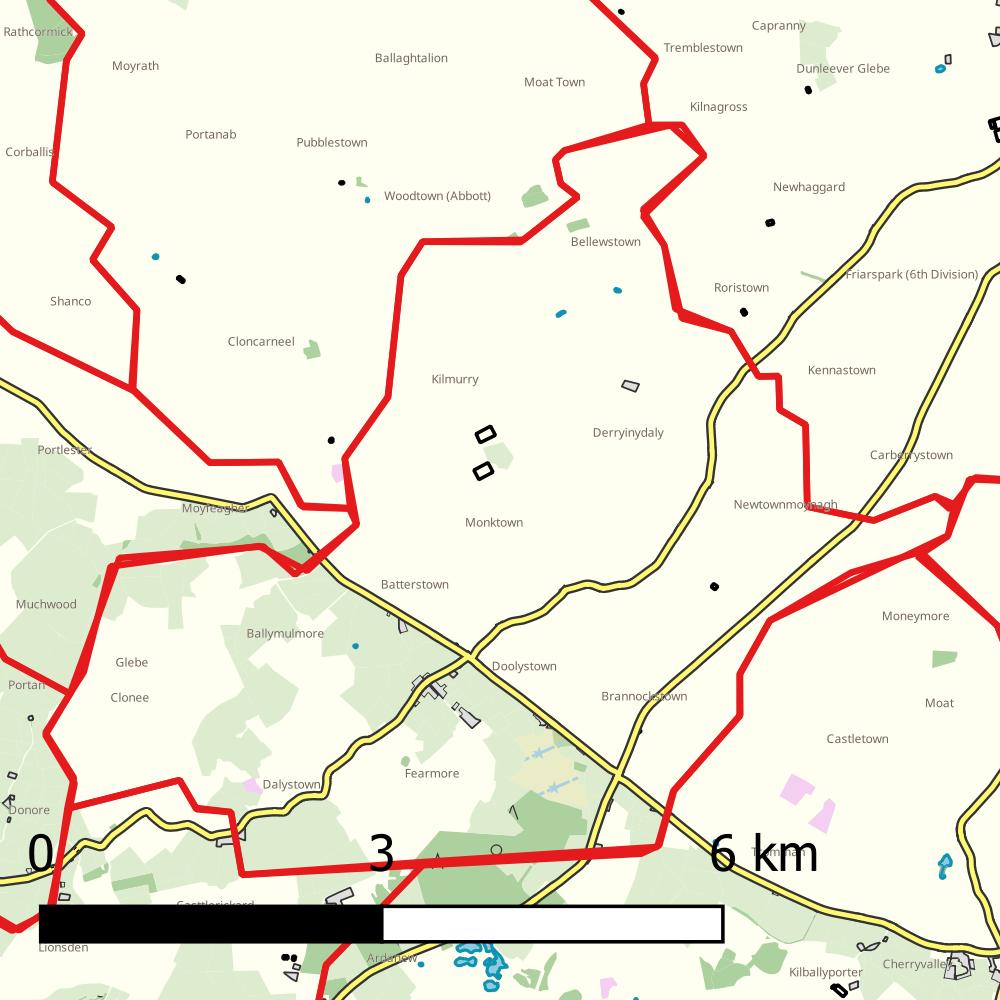 Rathcormick
Capranny
Tremblestown
Ballaghtalion
Moyrath
Dunleever Glebe
Moat Town
Kilnagross
Portanab
Pubblestown
Corballis
Newhaggard
Woodtown (Abbott)
Bellewstown
Friarspark (6th Division)
Roristown
Shanco
Cloncarneel
Kennastown
Kilmurry
Derryinydaly
Portlester
Carberrystown
Newtownmoynagh
Moyfeagher
Monktown
Batterstown
Muchwood
Moneymore
Ballymulmore
Glebe
Doolystown
Portan
Clonee
Brannockstown
Moat
Castletown
Fearmore
Dalystown
Donore
0 3 6 km
Castlerickard
Lionsden
Ardenew
Cherryvalley
Kilballyporter